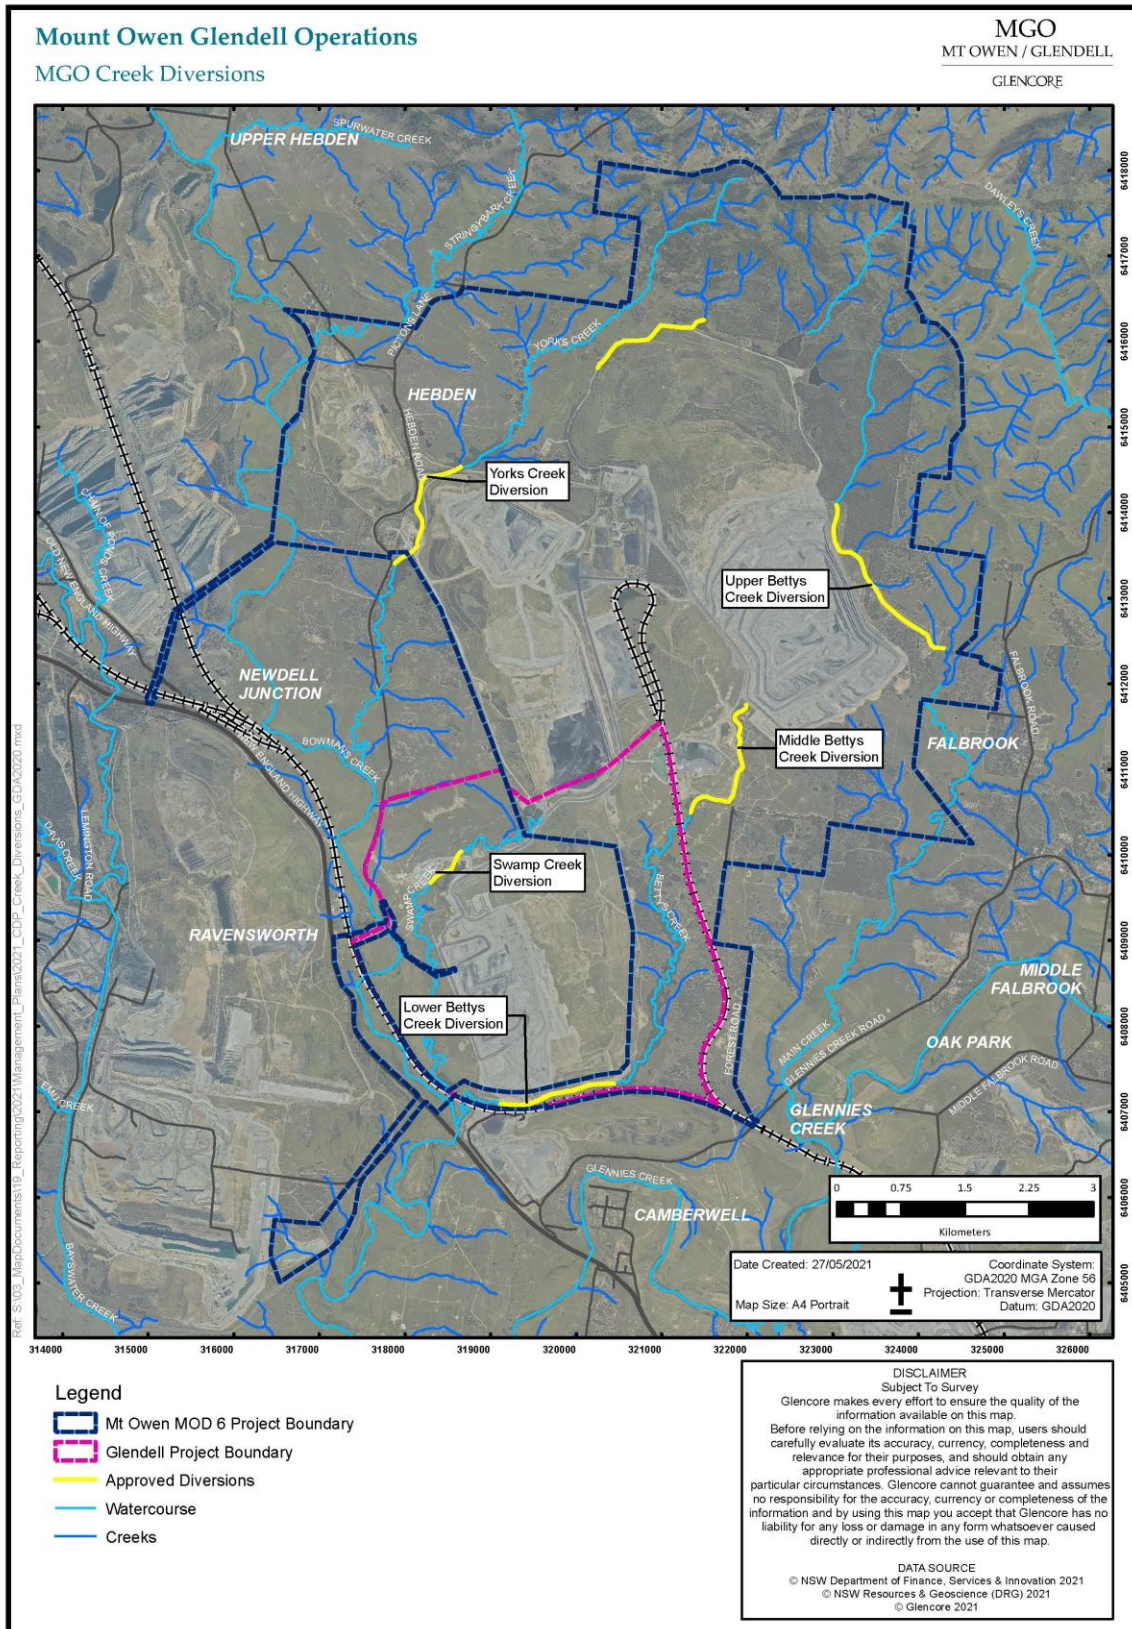 Mount Owen Glendell Operations
MGO Creek Diversions
MGO
MT OWEN / GLENDELL
GLENCORE
UPPER HEBDEN
SPURWATER CREEK
STRINGYBARK CREEK
DAWLEYS CREEK
PICTONS LANE
YORKS CREEK
HEBDEN
HEBDEN ROAD
Yorks Creek
Diversion
CHAIN OF PONDS CREEK
OLD NEW ENGLAND HIGHWAY
Upper Bettys
Creek Diversion
NEWDELL
JUNCTION
FALBROOK ROAD
BOWMANS CREEK
NEW ENGLAND HIGHWAY
Middle Bettys
Creek Diversion
FALBROOK
LEMINGTON ROAD
DAVIS CREEK
Swamp Creek
Diversion
SWAMP CREEK
BETTYS CREEK
RAVENSWORTH
MIDDLE
FALBROOK
Lower Bettys
Creek Diversion
MAIN CREEK
GLENNIES CREEK ROAD
FOREST ROAD
OAK PARK
MIDDLE FALBROOK ROAD
EMU CREEK
GLENNIES
CREEK
GLENNIES CREEK
CAMBERWELL
BAYSWATER CREEK
0 0.75 1.5 2.25 3
Kilometers
Date Created: 27/05/2021
Map Size: A4 Portrait
Coordinate System:
GDA2020 MGA Zone 56
Projection: Transverse Mercator
Datum: GDA2020
6418000
6417000
6416000
6415000
6414000
6413000
6412000
6411000
6410000
6409000
6408000
6407000
6406000
6405000
314000 315000 316000 317000 318000 319000 320000 321000 322000 323000 324000 325000 326000
Ref: S:\03_MapDocuments\19_Reporting\2021\Management_Plans\2021_CDP_Creek_Diversions_GDA2020.mxd
Legend
Mt Owen MOD 6 Project Boundary
Glendell Project Boundary
Approved Diversions
Watercourse
Creeks
DISCLAIMER
Subject To Survey
Glencore makes every effort to ensure the quality of the
information available on this map.
Before relying on the information on this map, users should
carefully evaluate its accuracy, currency, completeness and
relevance for their purposes, and should obtain any
appropriate professional advice relevant to their
particular circumstances. Glencore cannot guarantee and assumes
no responsibility for the accuracy, currency or completeness of the
information and by using this map you accept that Glencore has no
liability for any loss or damage in any form whatsoever caused
directly or indirectly from the use of this map.
DATA SOURCE
© NSW Department of Finance, Services & Innovation 2021
© NSW Resources & Geoscience (DRG) 2021
© Glencore 2021